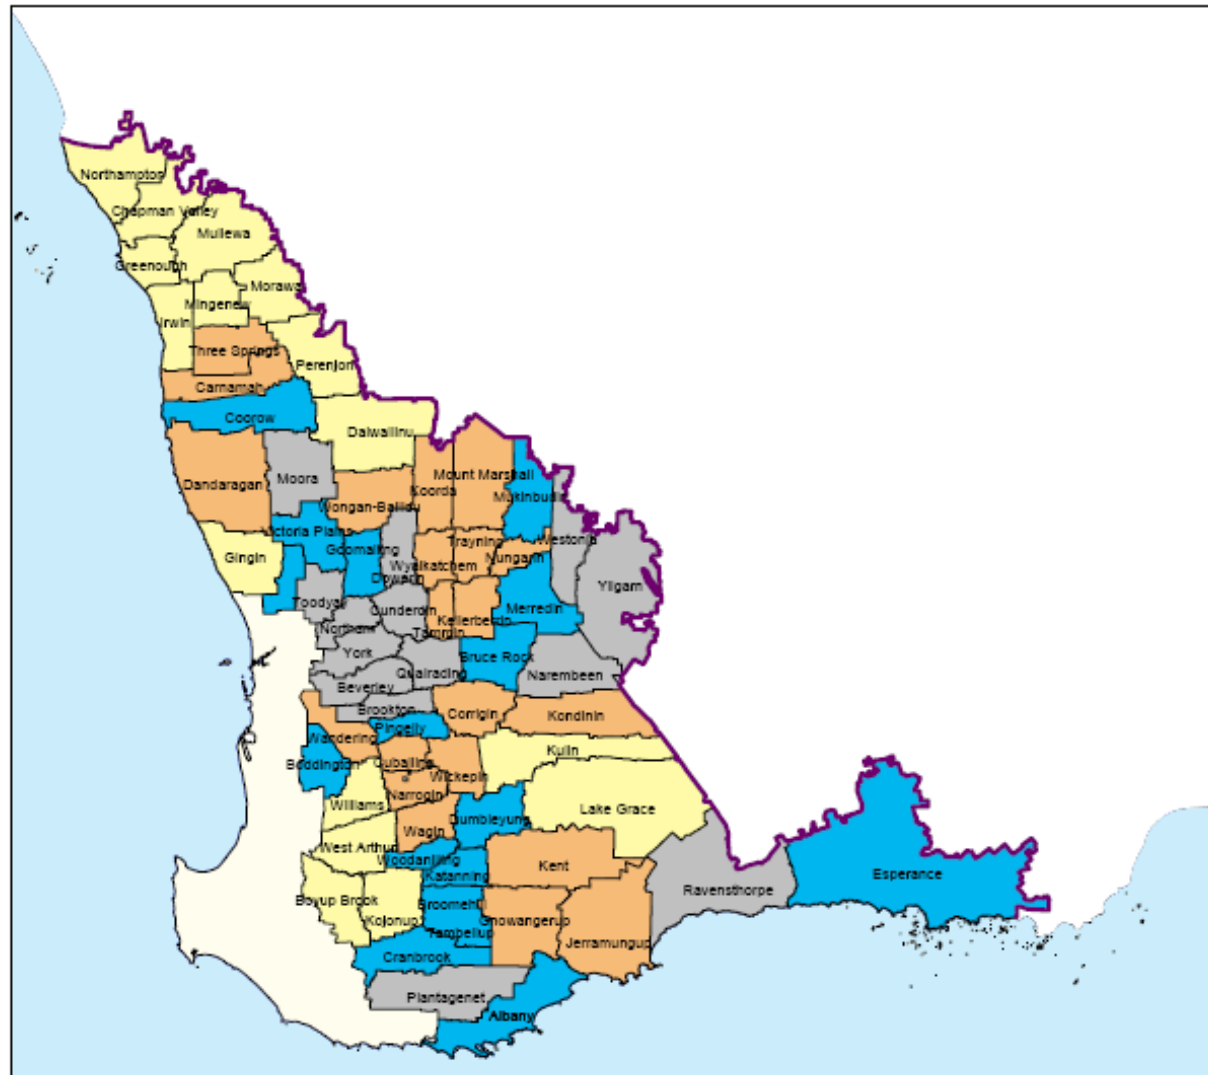 Northampton
Chapman Valley
Mullewa
Greenough
Morawa
Mingenew
Irwin
Three Springs
Perenjori
Carnamah
Coorow
Dalwallinu
Moora
Mount Marshall
Dandaragan
Koorda
Mukinbudin
Wongan-Ballidu
Victoria Plains
Westonia
Trayning
Goomalling
Gingin
Nungarin
Wyalkatchem
Dowerin
Yilgarn
Toodyay
Cunderdin
Merredin
Kellerberrin
Northam
Tammin
York
Bruce Rock
Quairading
Narembeen
Beverley
Brookton
Corrigin
Kondinin
Pingelly
Wandering
Kulin
Boddington
Cuballing
Wickepin
Narrogin
Williams
Lake Grace
Dumbleyung
Wagin
West Arthur
Woodanilling
Kent
Katanning
Esperance
Ravensthorpe
Boyup Brook
Broomehill
Kojonup
Gnowangerup
Tambellup
Jerramungup
Cranbrook
Plantagenet
Albany